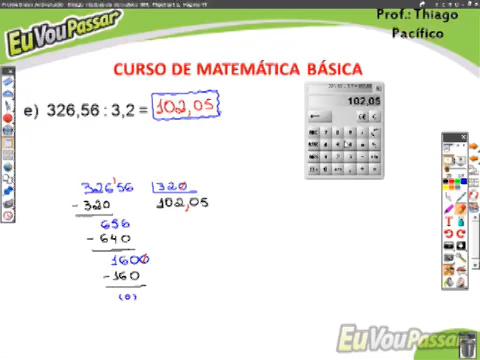 Prof.: Thiago
Pacífico
EuVouPassar
CURSO DE MATEMÁTICA BÁSICA
e) 326,56 : 3,2 = 102,05
102,05
32656 320
- 320 102,05
656
- 640
1600
- 160
(0)
EuVouPassar